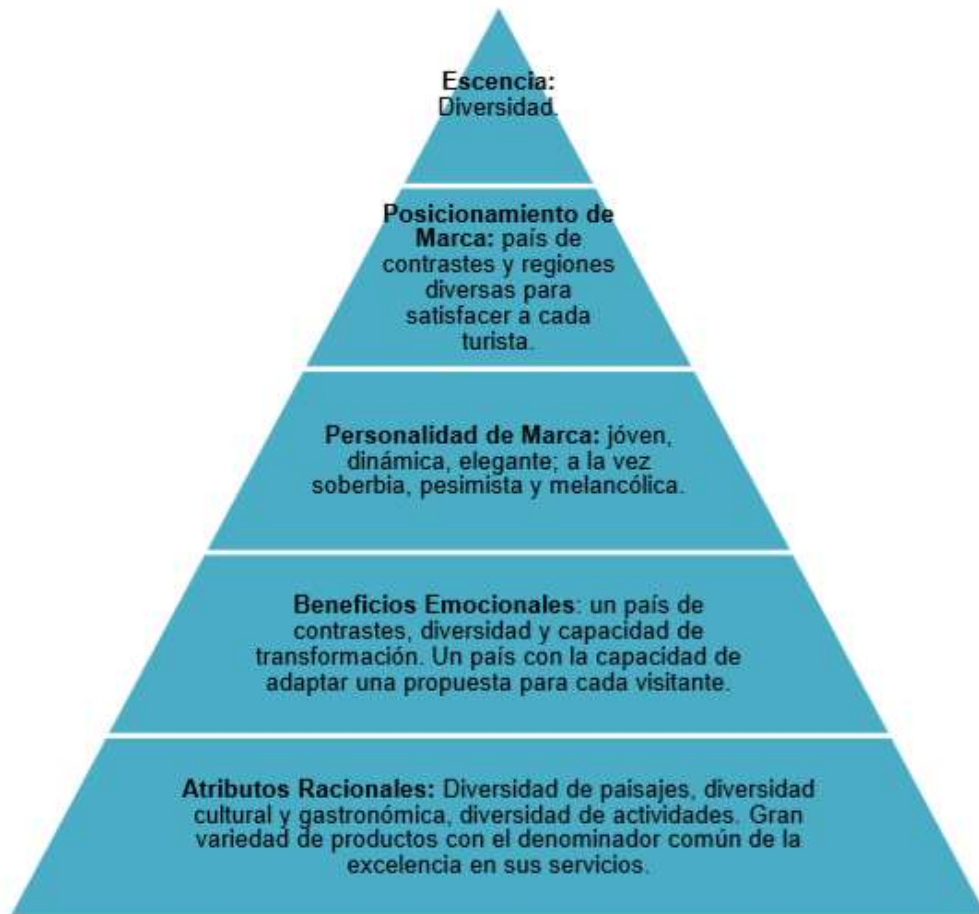 Escencia:
Diversidad.
Posicionamiento de
Marca: país de
contrastes y regiones
diversas para
satisfacer a cada
turista.
Personalidad de Marca: jóven,
dinámica, elegante; a la vez
soberbia, pesimista y melancólica.
Beneficios Emocionales: un país de
contrastes, diversidad y capacidad de
transformación. Un país con la capacidad de
adaptar una propuesta para cada visitante.
Atributos Racionales: Diversidad de paisajes, diversidad
cultural y gastronómica, diversidad de actividades. Gran
variedad de productos con el denominador común de la
excelencia en sus servicios.